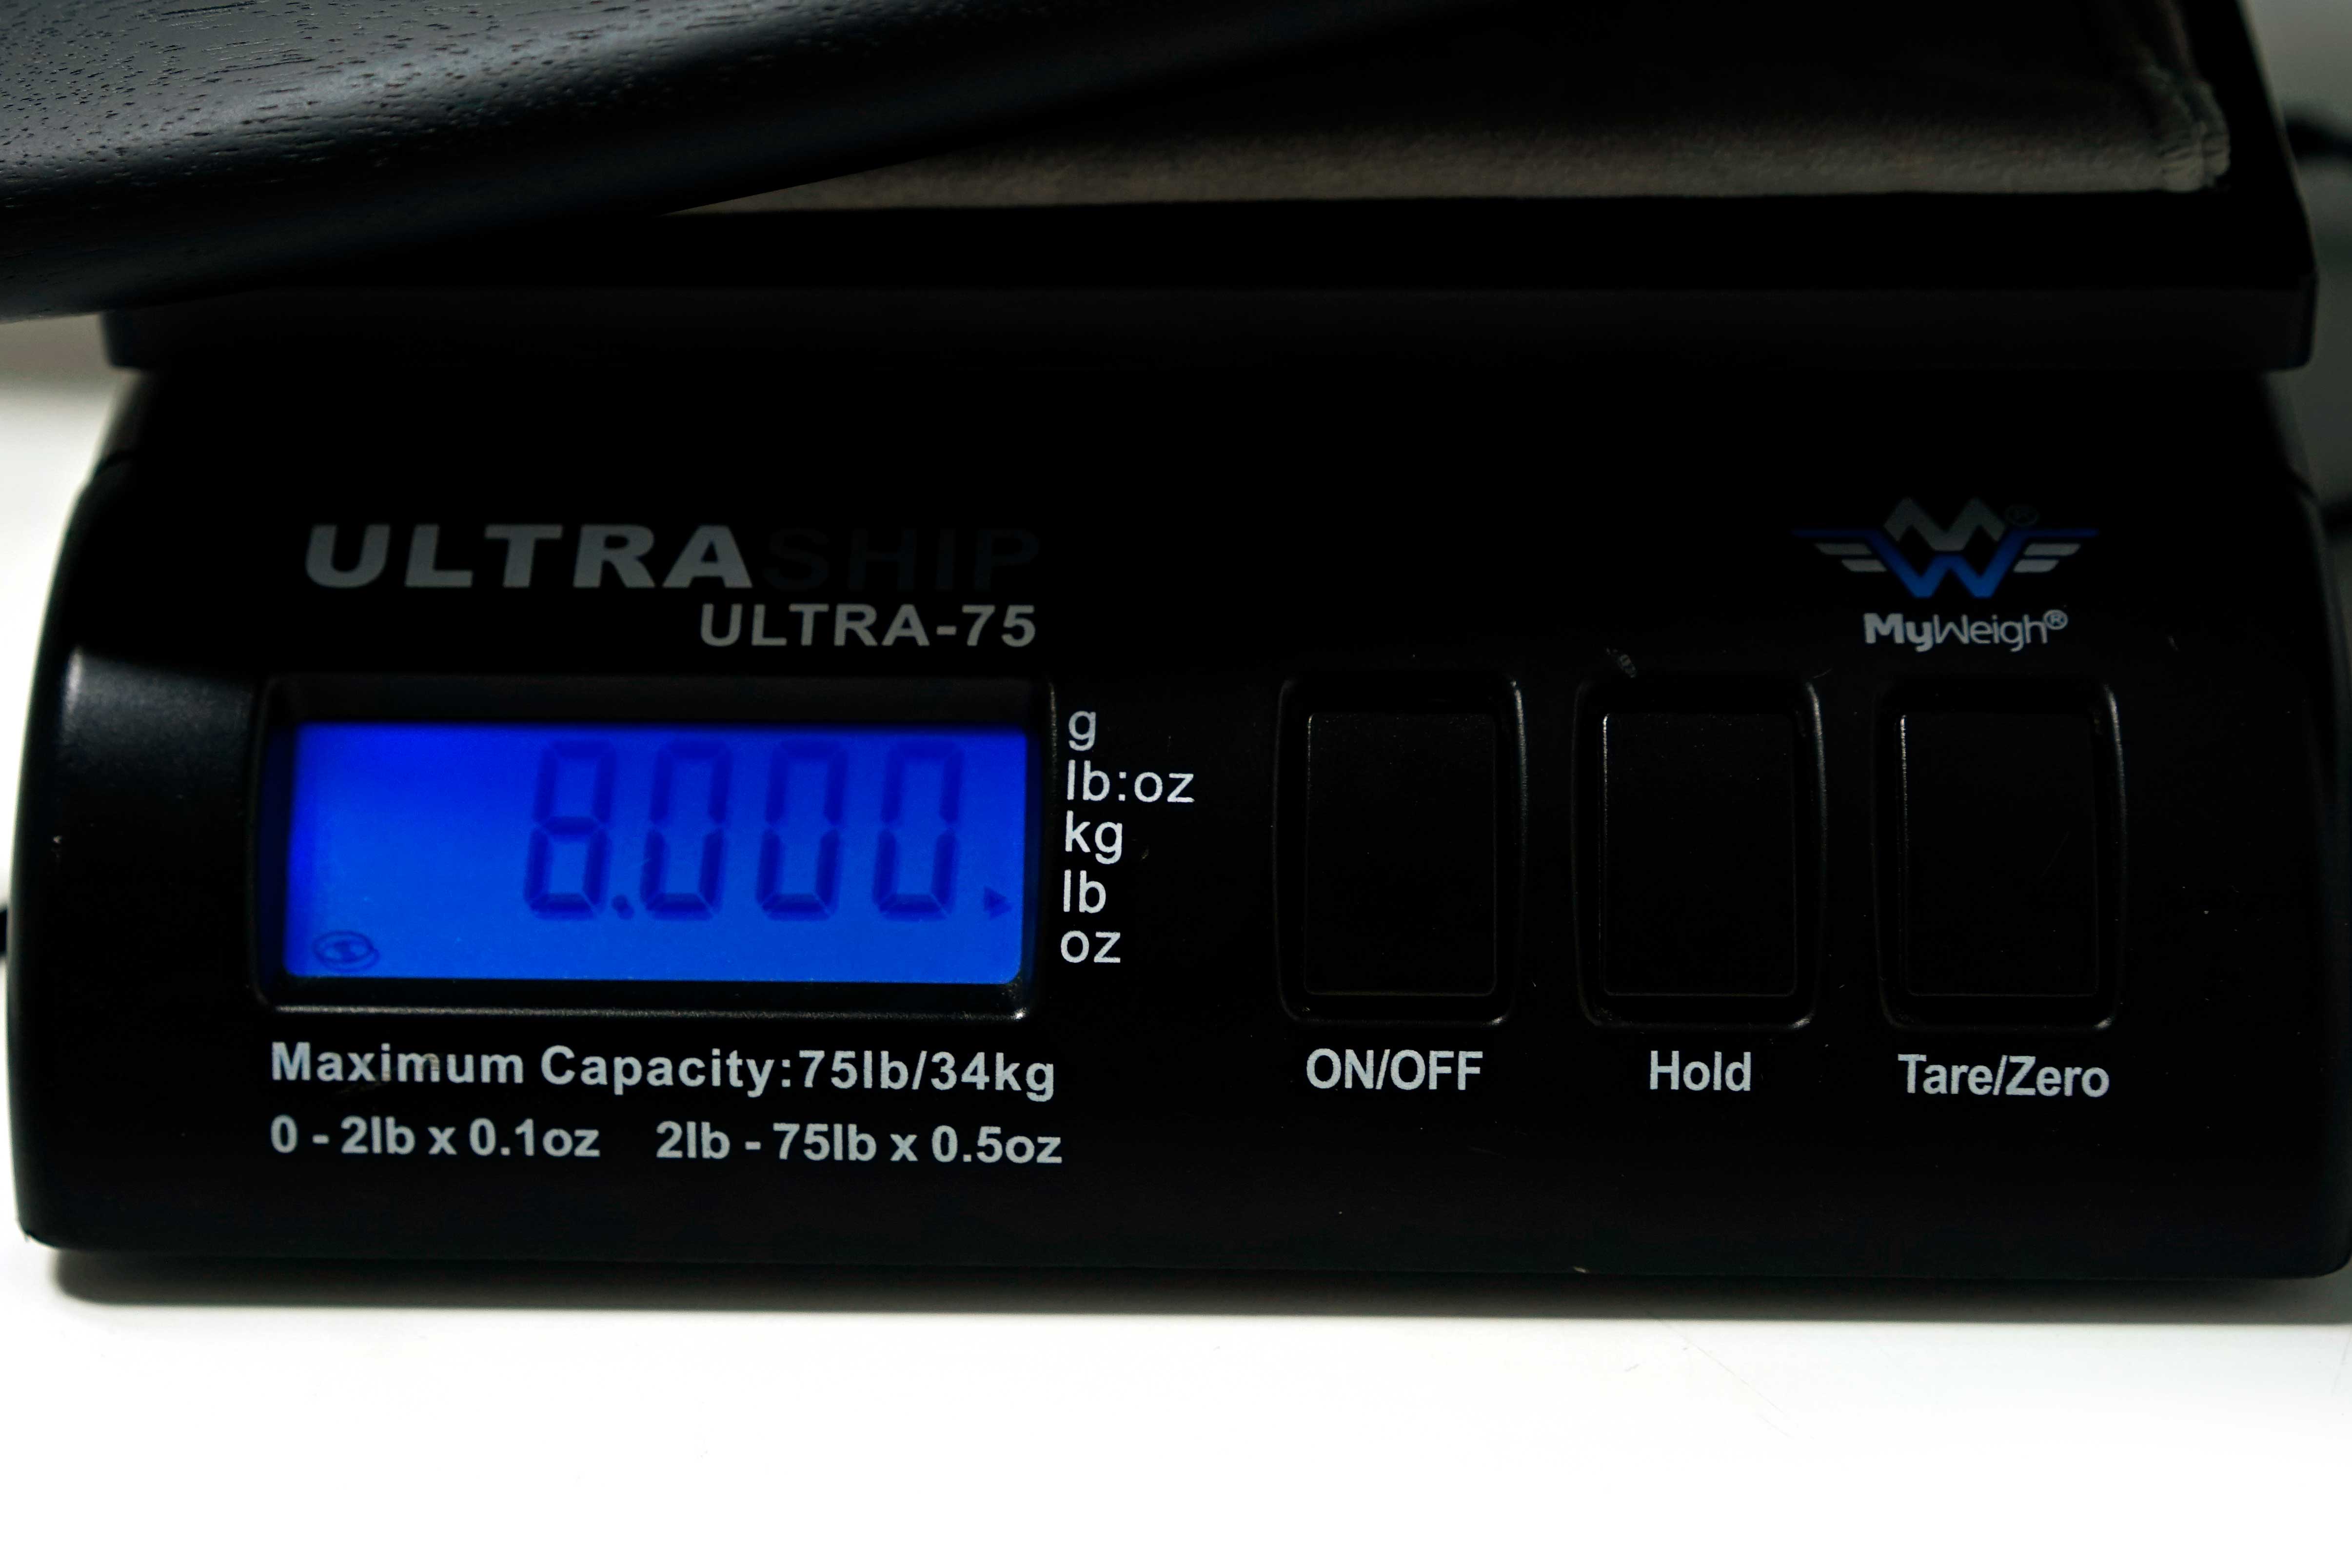 ULTRASHIP
ULTRA-75
MW®
MyWeigh®
8.000
g
lb:oz
kg
lb
oz
Maximum Capacity:75lb/34kg
0 - 2lb x 0.1oz 2lb - 75lb x 0.5oz
ON/OFF
Hold
Tare/Zero